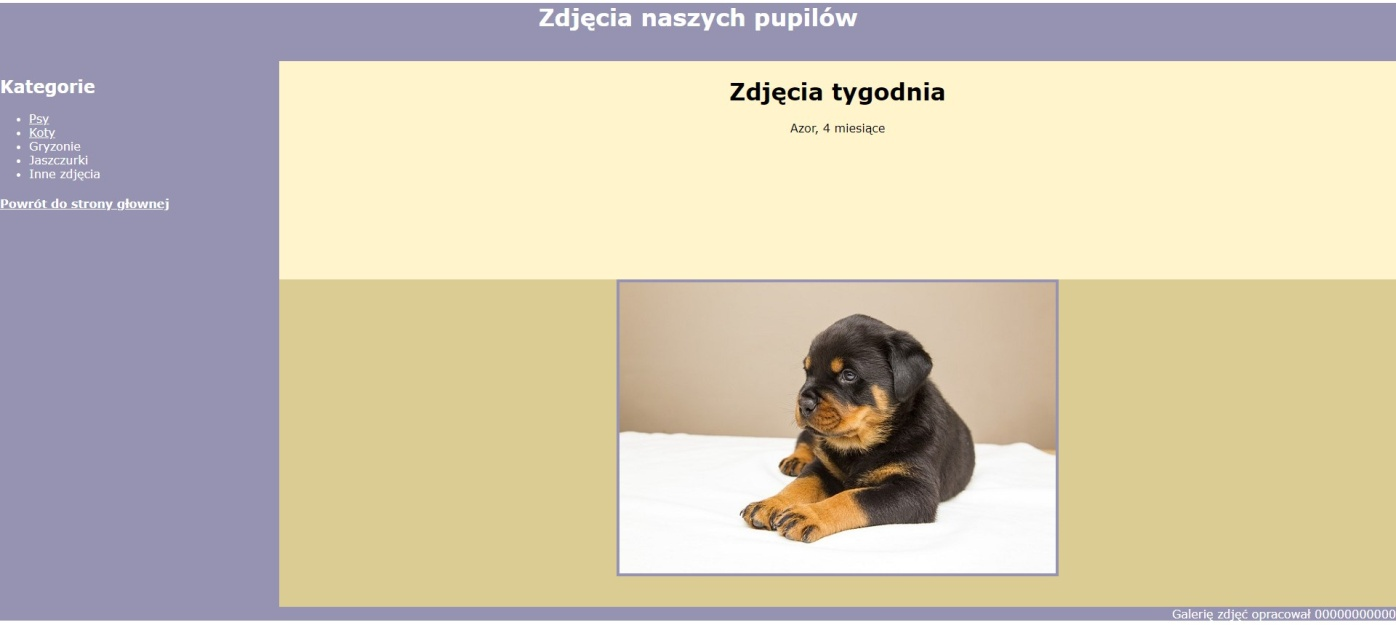 Zdjęcia naszych pupilów
Kategorie
Psy
Koty
Gryzonie
Jaszczurki
Inne zdjęcia
Powrót do strony głownej
Zdjęcia tygodnia
Azor, 4 miesiące
Galerię zdjęć opracował 00000000000